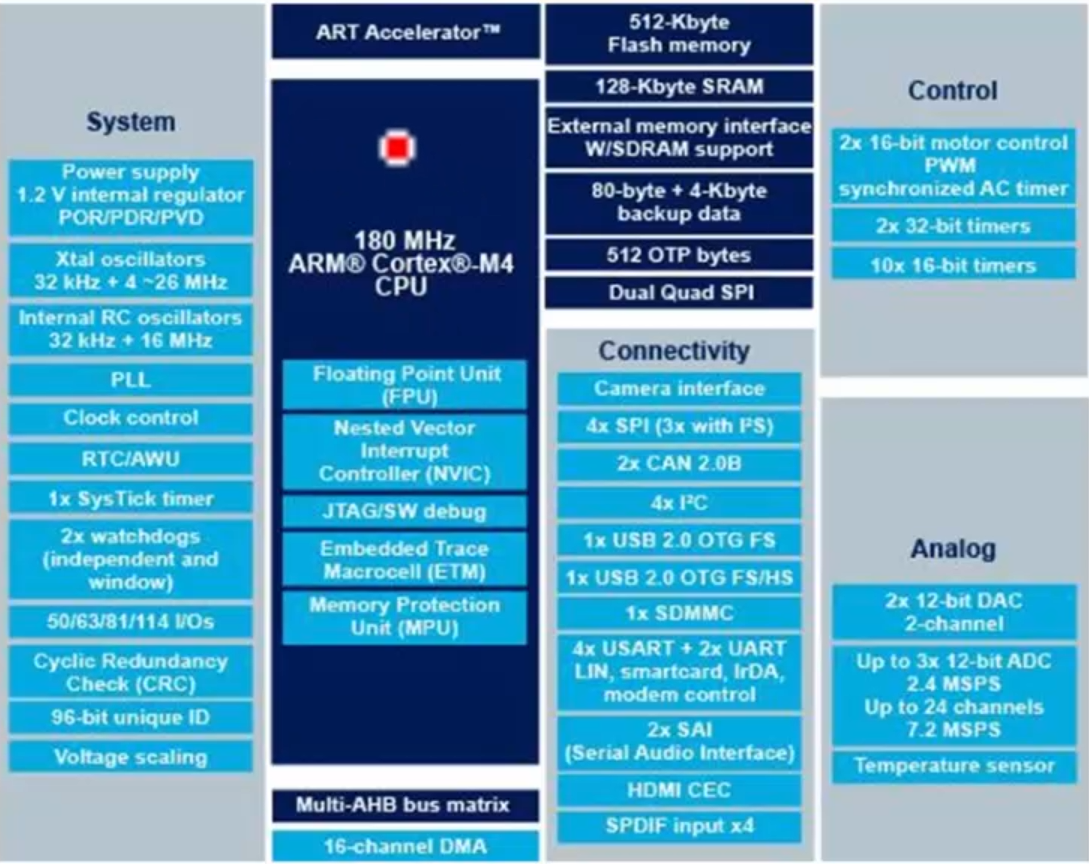 System
Power supply
1.2 V internal regulator
POR/PDR/PVD
Xtal oscillators
32 kHz + 4 ~26 MHz
Internal RC oscillators
32 kHz + 16 MHz
PLL
Clock control
RTC/AWU
1x SysTick timer
2x watchdogs
(independent and
window)
50/63/81/114 I/Os
Cyclic Redundancy
Check (CRC)
96-bit unique ID
Voltage scaling
ART Accelerator™
180 MHz
ARM® Cortex®-M4
CPU
Floating Point Unit
(FPU)
Nested Vector
Interrupt
Controller (NVIC)
JTAG/SW debug
Embedded Trace
Macrocell (ETM)
Memory Protection
Unit (MPU)
Multi-AHB bus matrix
16-channel DMA
512-Kbyte
Flash memory
128-Kbyte SRAM
External memory interface
W/SDRAM support
80-byte + 4-Kbyte
backup data
512 OTP bytes
Dual Quad SPI
Connectivity
Camera interface
4x SPI (3x with I²S)
2x CAN 2.0B
4x I²C
1x USB 2.0 OTG FS
1x USB 2.0 OTG FS/HS
1x SDMMC
4x USART + 2x UART
LIN, smartcard, IrDA,
modem control
2x SAI
(Serial Audio Interface)
HDMI CEC
SPDIF input x4
Control
2x 16-bit motor control
PWM
synchronized AC timer
2x 32-bit timers
10x 16-bit timers
Analog
2x 12-bit DAC
2-channel
Up to 3x 12-bit ADC
2.4 MSPS
Up to 24 channels
7.2 MSPS
Temperature sensor